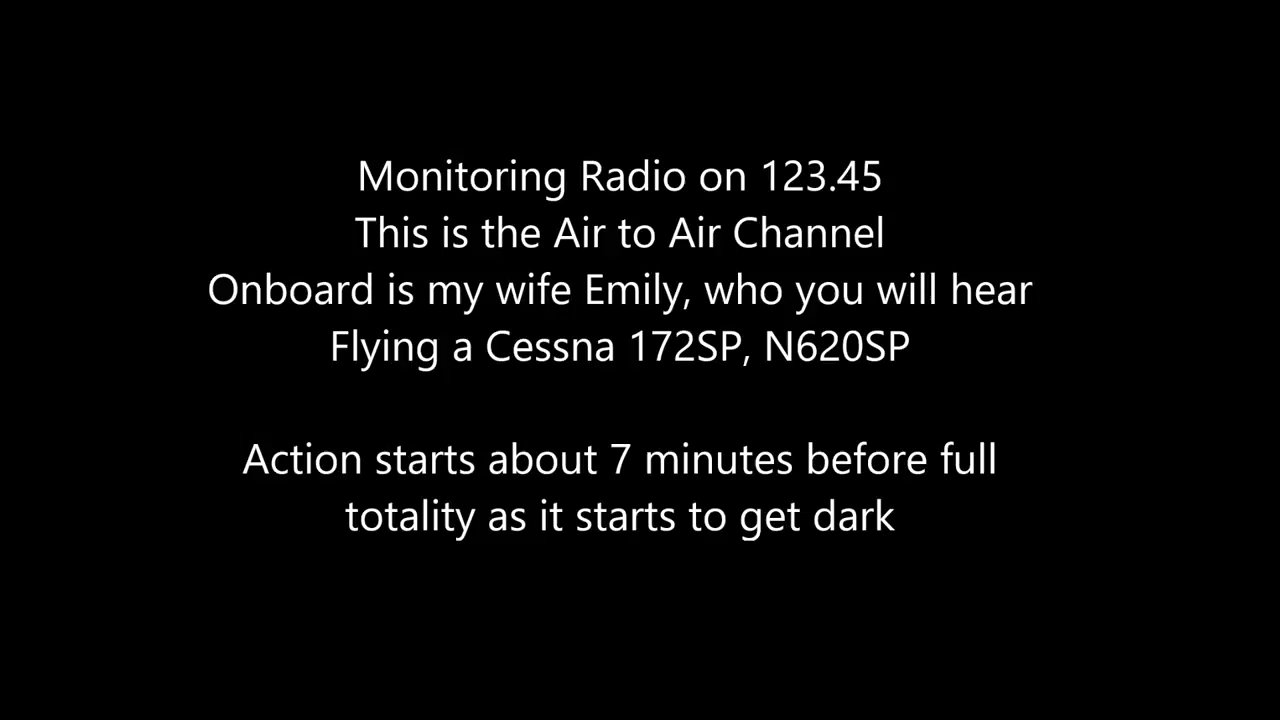 Monitoring Radio on 123.45
This is the Air to Air Channel
Onboard is my wife Emily, who you will hear
Flying a Cessna 172SP, N620SP
Action starts about 7 minutes before full
totality as it starts to get dark